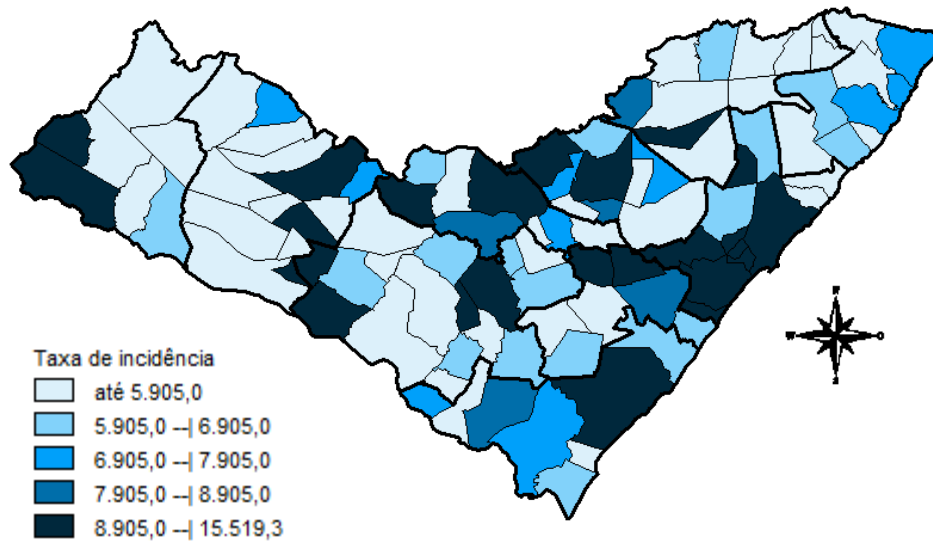 Taxa de incidência
até 5.905,0
5.905,0 --| 6.905,0
6.905,0 --| 7.905,0
7.905,0 --| 8.905,0
8.905,0 --| 15.519,3